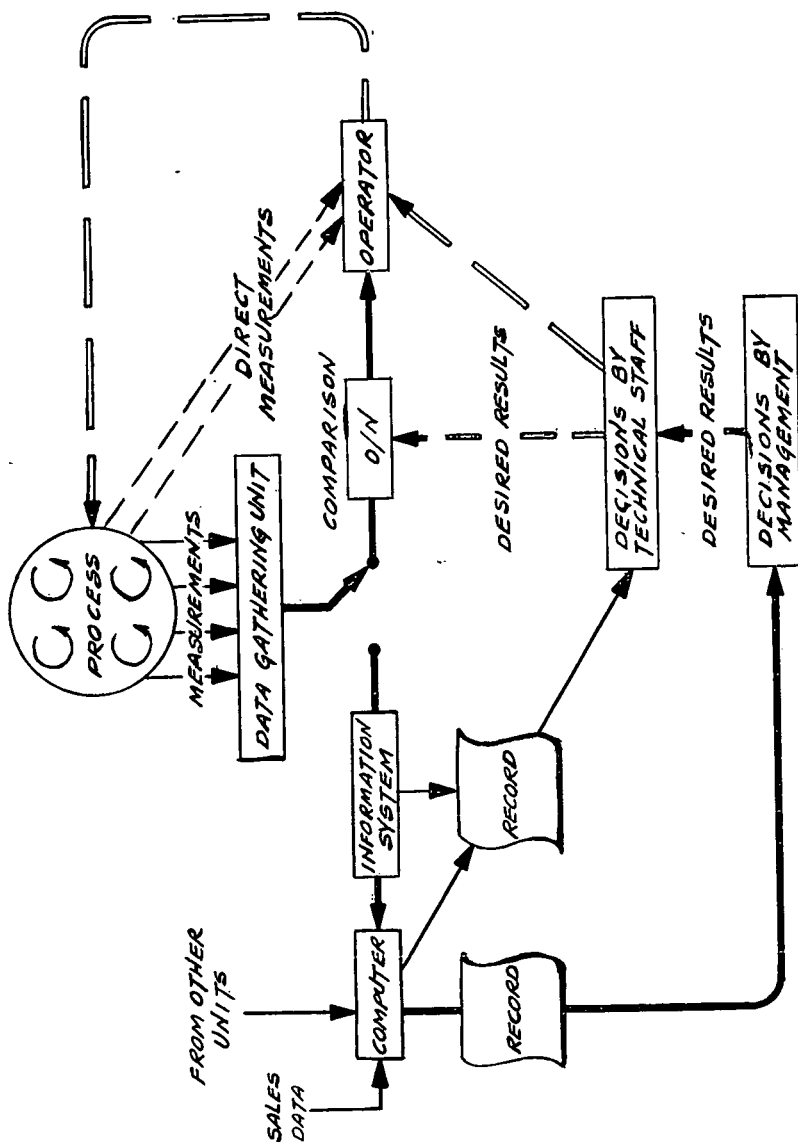 PROCESS
MEASUREMENTS
DATA GATHERING UNIT
DIRECT
MEASUREMENTS
FROM OTHER
UNITS
SALES
DATA
COMPUTER
INFORMATION
SYSTEM
COMPARISON
O/N
OPERATOR
RECORD
RECORD
DESIRED RESULTS
DECISIONS BY
TECHNICAL STAFF
DESIRED RESULTS
DECISIONS BY
MANAGEMENT